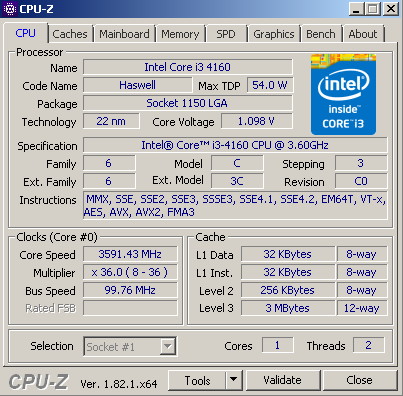 CPU-Z
CPU Caches Mainboard Memory SPD Graphics Bench About
Processor
Name Intel Core i3 4160
Code Name Haswell Max TDP 54.0 W
Package Socket 1150 LGA
Technology 22 nm Core Voltage 1.098 V
intel
inside™
CORE™ i3
Specification Intel® Core™ i3-4160 CPU @ 3.60GHz
Family 6 Model C Stepping 3
Ext. Family 6 Ext. Model 3C Revision C0
Instructions MMX, SSE, SSE2, SSE3, SSSE3, SSE4.1, SSE4.2, EM64T, VT-x,
AES, AVX, AVX2, FMA3
Clocks (Core #0) Cache
Core Speed 3591.43 MHz L1 Data 32 KBytes 8-way
Multiplier x 36.0 ( 8 - 36 ) L1 Inst. 32 KBytes 8-way
Bus Speed 99.76 MHz Level 2 256 KBytes 8-way
Rated FSB Level 3 3 MBytes 12-way
Selection Socket #1 Cores 1 Threads 2
CPU-Z Ver. 1.82.1.x64 Tools Validate Close